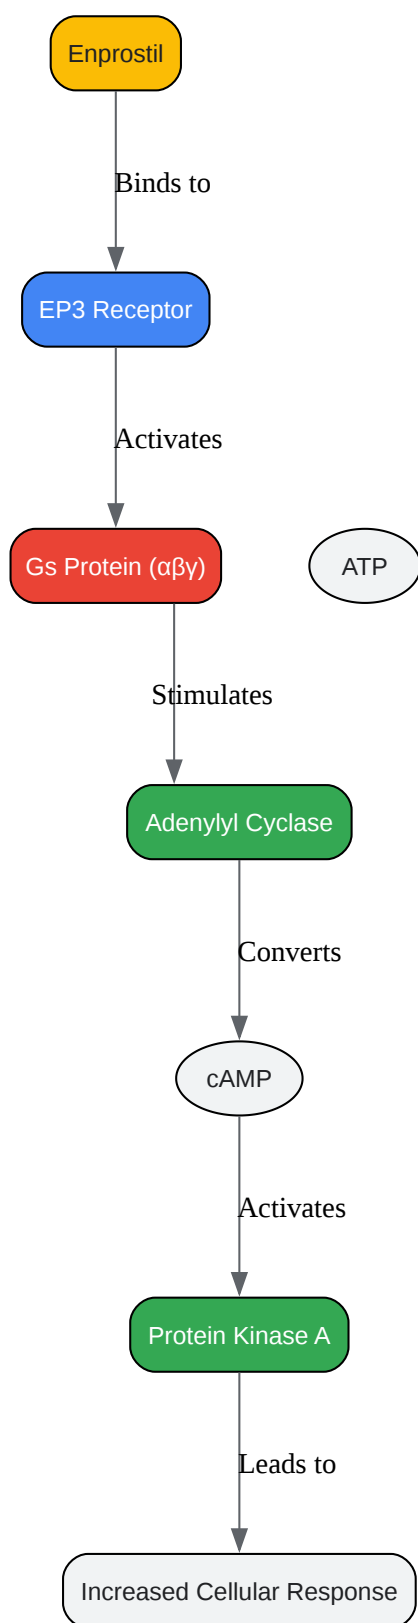 Enprostil
Binds to
EP3 Receptor
Activates
Gs Protein (αβγ)
ATP
Stimulates
Adenylyl Cyclase
Converts
cAMP
Activates
Protein Kinase A
Leads to
Increased Cellular Response